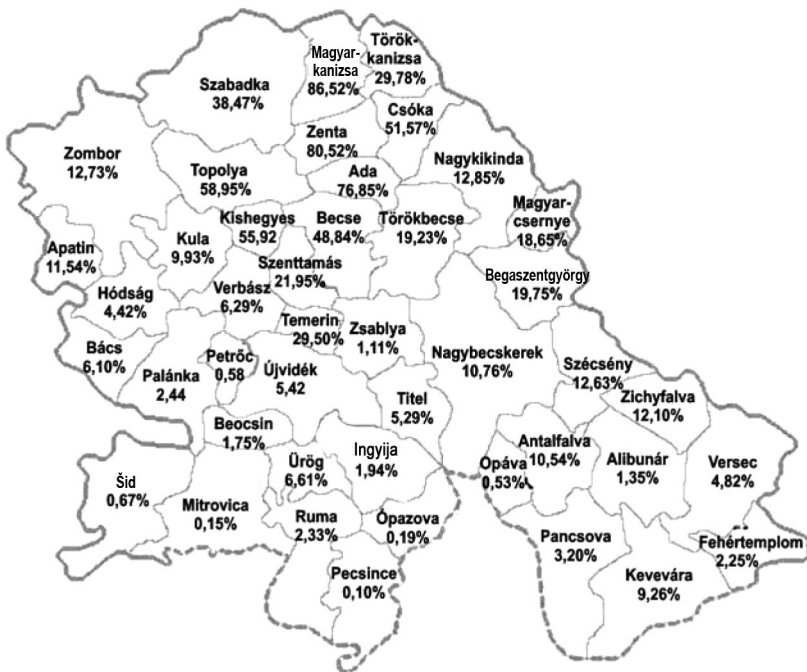 Török-
kanizsa
29,78%
Magyar-
kanizsa
86,52%
Szabadka
38,47%
Csóka
51,57%
Zenta
80,52%
Zombor
12,73%
Topolya
58,95%
Ada
76,85%
Nagykikinda
12,85%
Magyar-
csernye
18,65%
Kishegyes
55,92
Becse
48,84%
Törökbecse
19,23%
Apatin
11,54%
Kula
9,93%
Szenttamás
21,95%
Begaszentgyörgy
19,75%
Hódság
4,42%
Verbász
6,29%
Temerin
29,50%
Zsablya
1,11%
Nagybecskerek
10,76%
Szécsény
12,63%
Bács
6,10%
Palánka
2,44
Petrőc
0,58
Újvidék
5,42
Titel
5,29%
Zichyfalva
12,10%
Beocsin
1,75%
Ingyija
1,94%
Ürög
6,61%
Opáva
0,53%
Antalfalva
10,54%
Alibunár
1,35%
Versec
4,82%
Šid
0,67%
Mitrovica
0,15%
Ruma
2,33%
Ópazova
0,19%
Pancsova
3,20%
Fehértemplom
2,25%
Pecsince
0,10%
Kevevára
9,26%